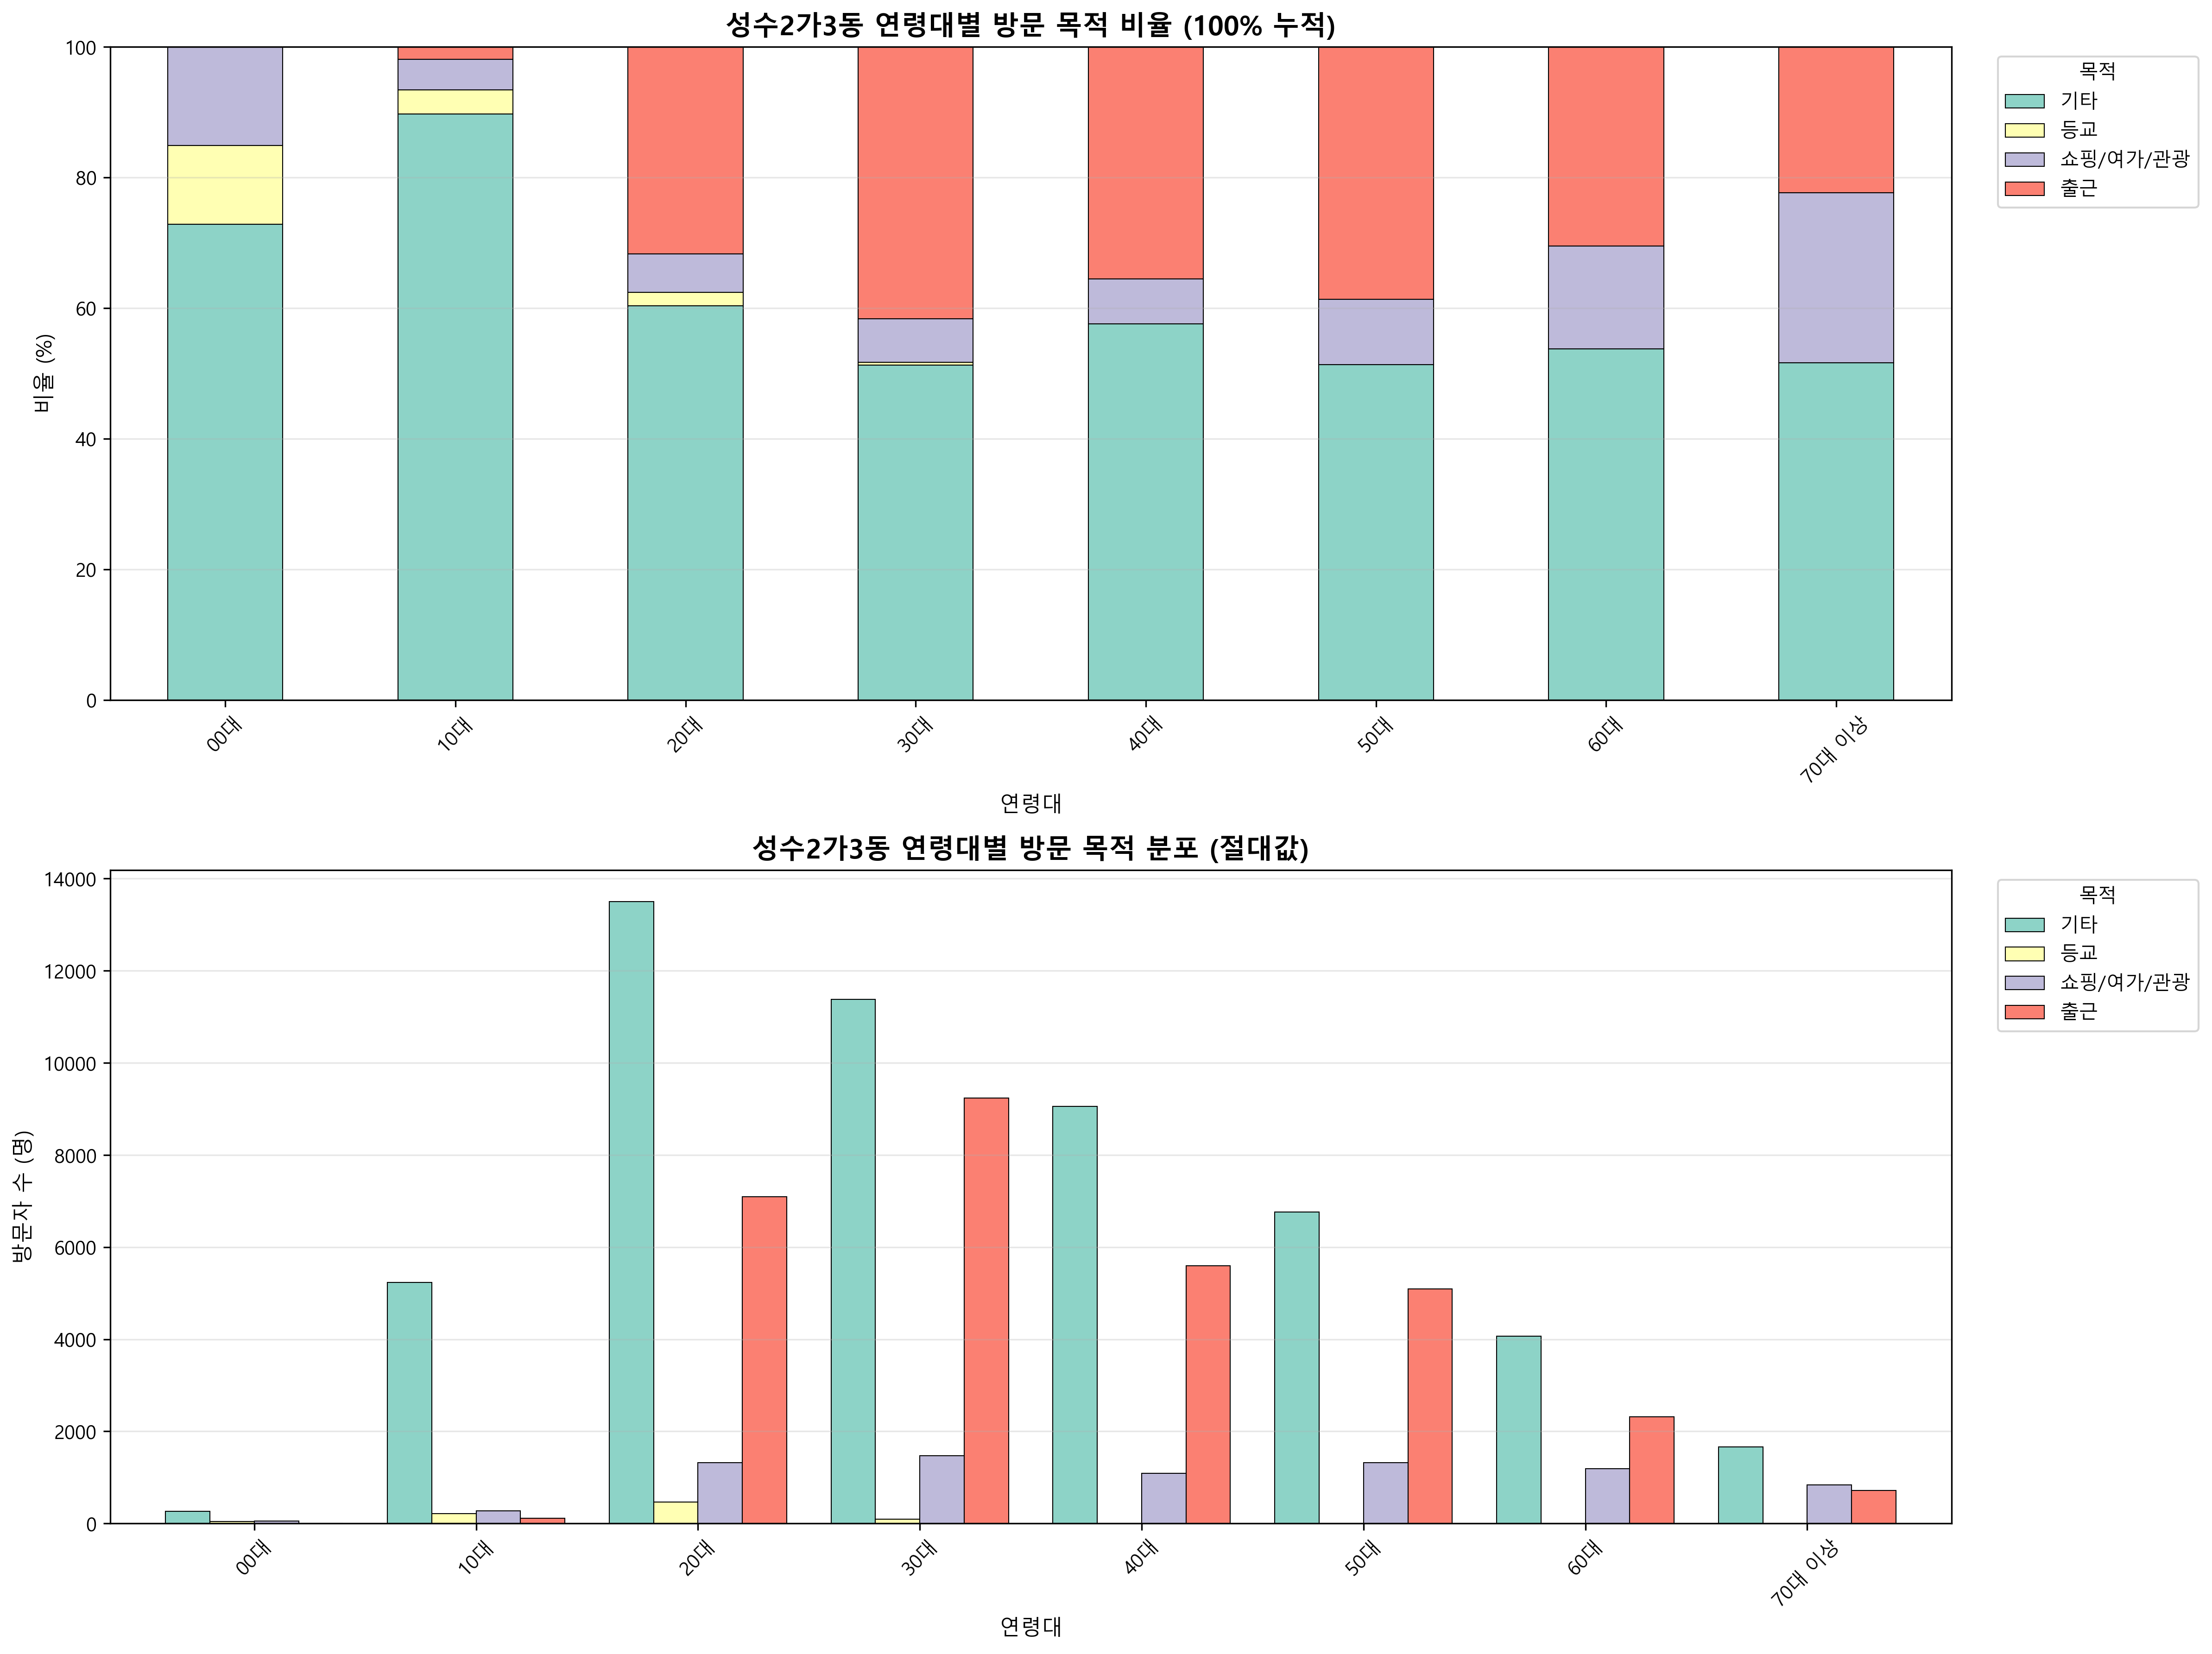 성수2가3동 연령대별 방문 목적 비율 (100% 누적)
비율 (%)
100
80
60
40
20
0
00대
10대
20대
30대
40대
50대
60대
70대 이상
연령대
목적
기타
등교
쇼핑/여가/관광
출근
성수2가3동 연령대별 방문 목적 분포 (절대값)
방문자 수 (명)
14000
12000
10000
8000
6000
4000
2000
0
00대
10대
20대
30대
40대
50대
60대
70대 이상
연령대
목적
기타
등교
쇼핑/여가/관광
출근